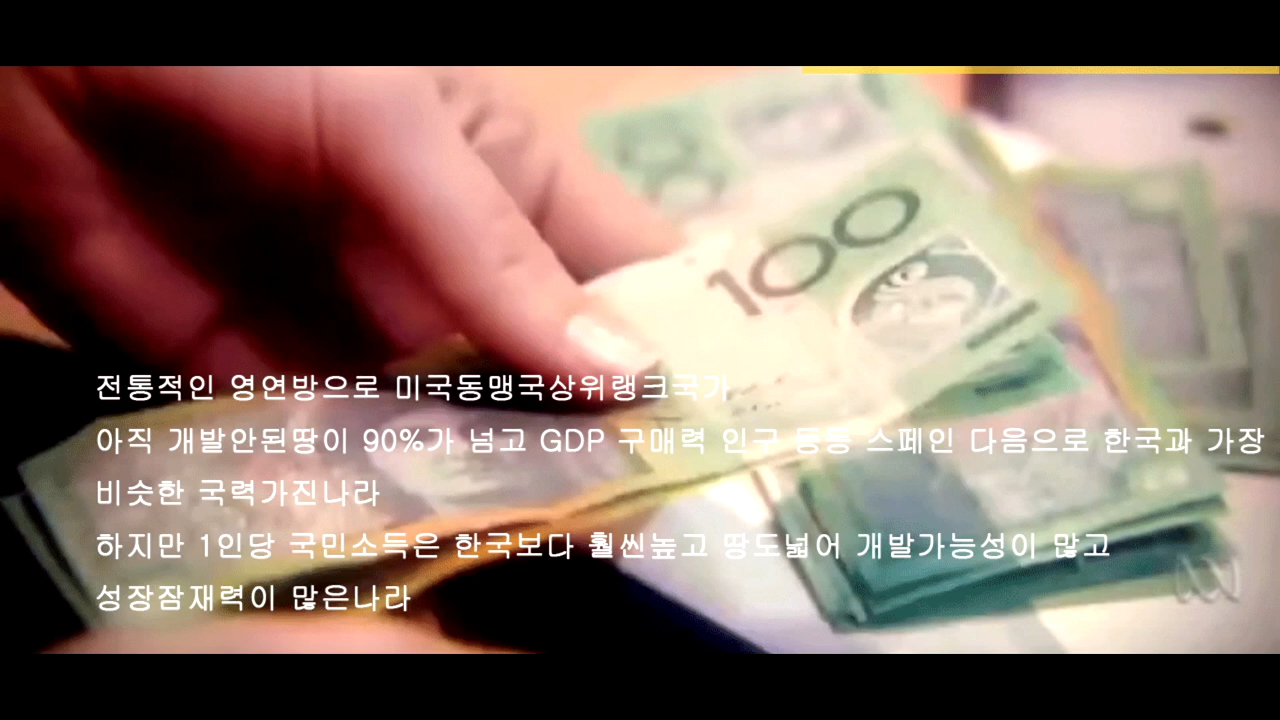 100
전통적인 영연방으로 미국동맹국상위랭크국가
아직 개발안된땅이 90%가 넘고 GDP 구매력 인구 등등 스페인 다음으로 한국과 가장
비슷한 국력가진나라
하지만 1인당 국민소득은 한국보다 훨씬높고 땅도넓어 개발가능성이 많고
성장잠재력이 많은나라